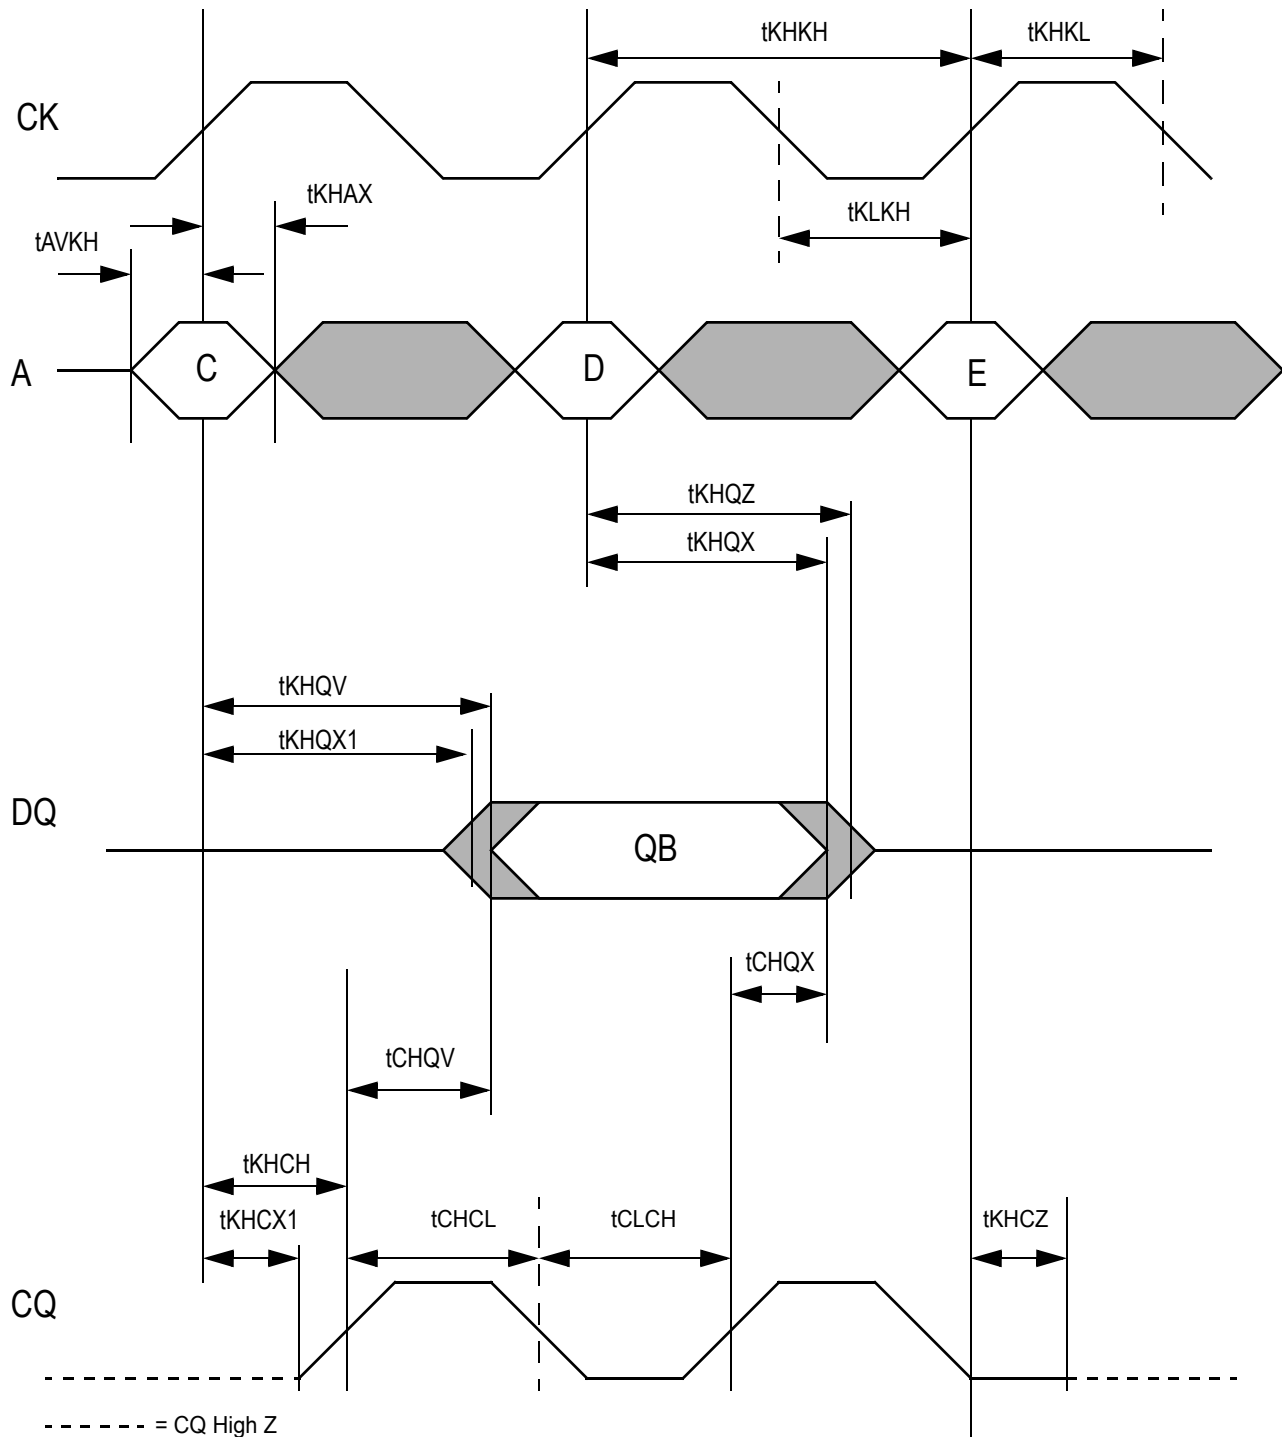 tKHKH
tKHKL
CK
tKHAX
tAVKH
tKLKH
A
C
D
E
tKHQZ
tKHQX
tKHQV
tKHQX1
DQ
QB
tCHQX
tCHQV
tKHCH
tKHCX1
tCHCL
tCLCH
tKHCZ
CQ
= CQ High Z